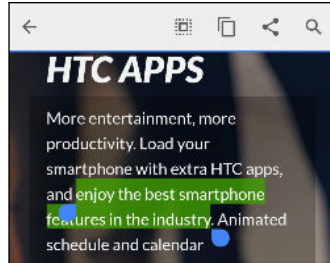 HTC APPS
More entertainment, more
productivity. Load your
smartphone with extra HTC apps,
and enjoy the best smartphone
features in the industry. Animated
schedule and calendar